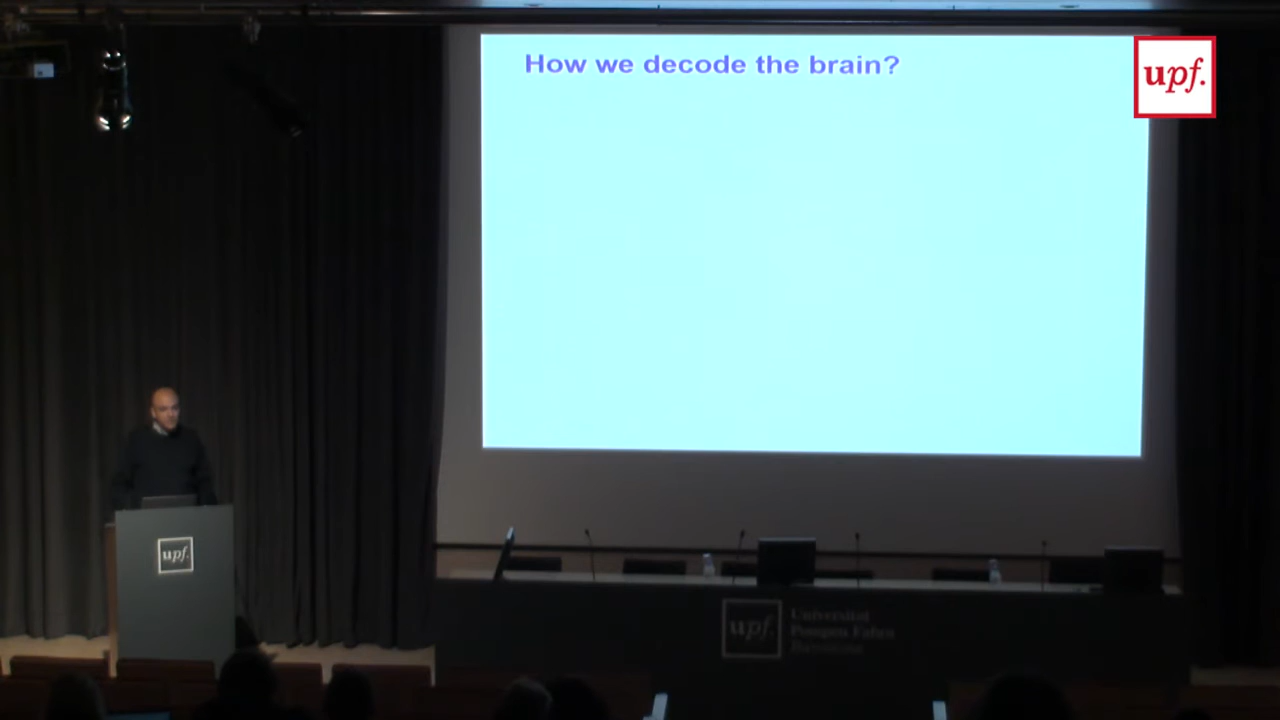 How we decode the brain?
upf.
upf.
upf.
Universitat
Pompeu Fabra
Barcelona